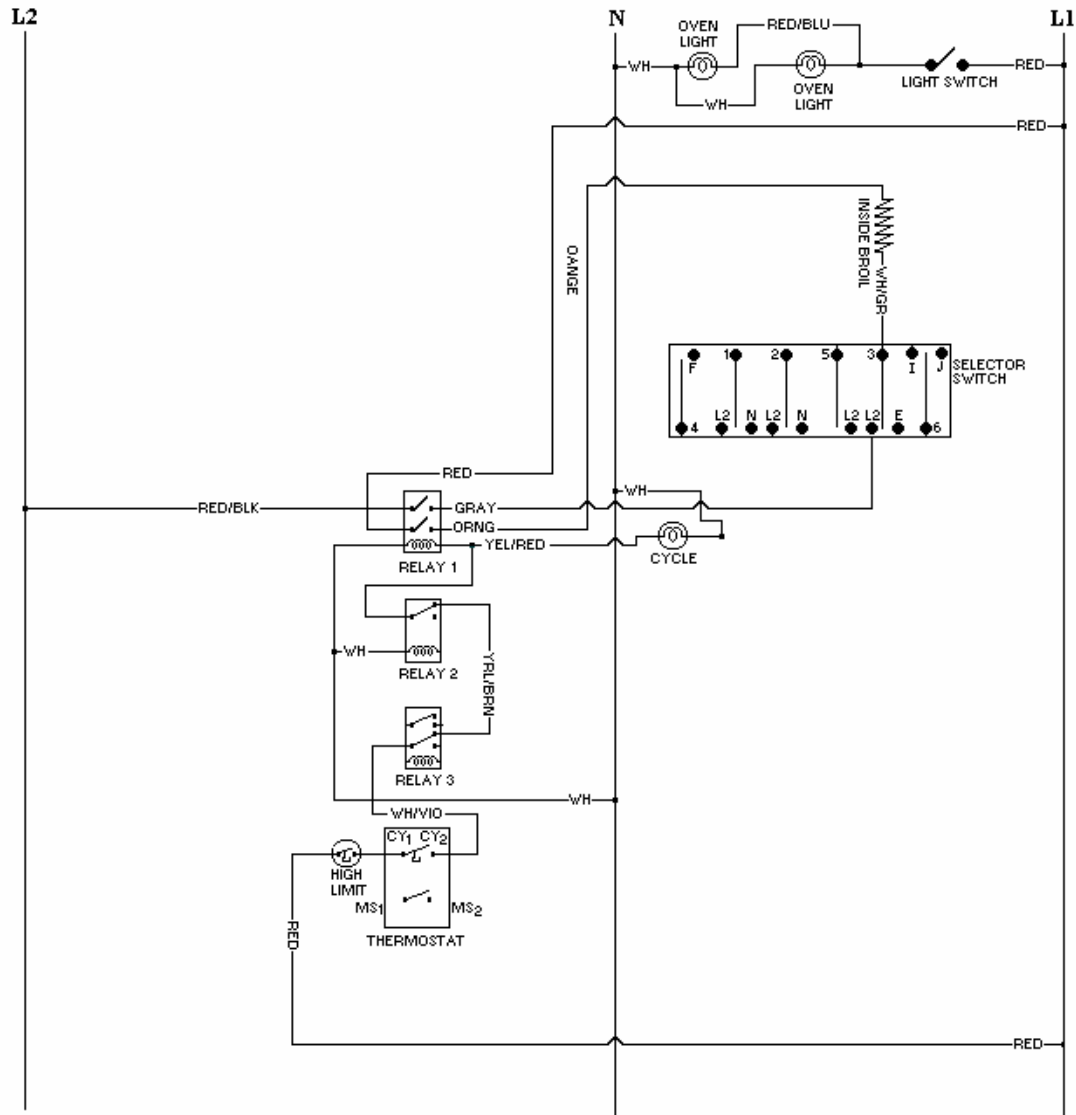 L2
N
L1
OVEN
LIGHT
RED/BLU
WH
WH
OVEN
LIGHT
LIGHT SWITCH
RED
RED
OANGE
INSIDE BROIL
WH/GR
F
1
2
5
3
I
J
SELECTOR
SWITCH
4
L2
N
L2
N
L2
L2
E
6
RED
WH
RED/BLK
GRAY
ORNG
YEL/RED
RELAY 1
CYCLE
WH
RELAY 2
YRL/BRN
RELAY 3
WH
WH/VIO
CY1 CY2
HIGH
LIMIT
MS1
MS2
THERMOSTAT
RED
RED